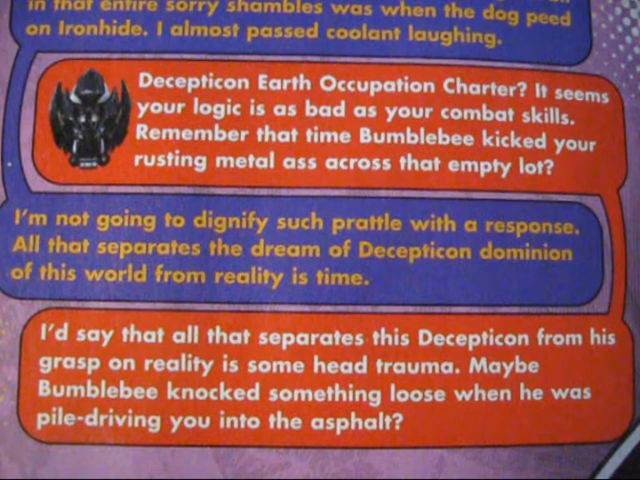 in that entire sorry shambles was when the dog peed
on Ironhide. I almost passed coolant laughing.
Decepticon Earth Occupation Charter? It seems
your logic is as bad as your combat skills.
Remember that time Bumblebee kicked your
rusting metal ass across that empty lot?
I'm not going to dignify such prattle with a response.
All that separates the dream of Decepticon dominion
of this world from reality is time.
I'd say that all that separates this Decepticon from his
grasp on reality is some head trauma. Maybe
Bumblebee knocked something loose when he was
pile-driving you into the asphalt?